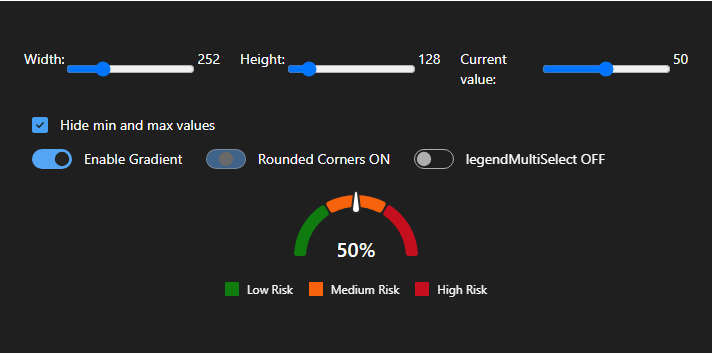 Width: 252 Height: 128 Current value: 50
Hide min and max values
Enable Gradient Rounded Corners ON legendMultiSelect OFF
50%
Low Risk Medium Risk High Risk